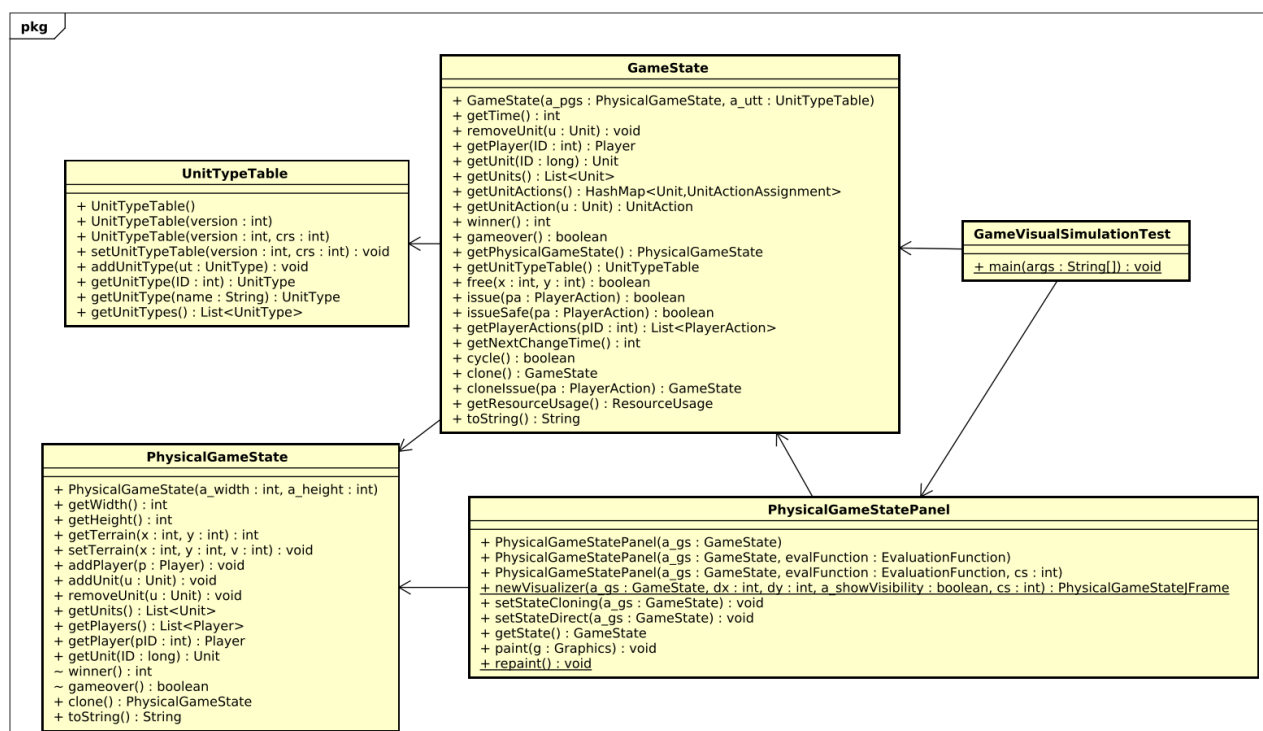 pkg
GameState
+ GameState(a_pgs : PhysicalGameState, a_utt : UnitTypeTable)
+ getTime() : int
+ removeUnit(u : Unit) : void
+ getPlayer(ID : int) : Player
+ getUnit(ID : long) : Unit
+ getUnits() : List<Unit>
+ getUnitActions() : HashMap<Unit,UnitActionAssignment>
+ getUnitAction(u : Unit) : UnitAction
+ winner() : int
+ gameover() : boolean
+ getPhysicalGameState() : PhysicalGameState
+ getUnitTypeTable() : UnitTypeTable
+ free(x : int, y : int) : boolean
+ issue(pa : PlayerAction) : boolean
+ issueSafe(pa : PlayerAction) : boolean
+ getPlayerActions(pID : int) : List<PlayerAction>
+ getNextChangeTime() : int
+ cycle() : boolean
+ clone() : GameState
+ cloneIssue(pa : PlayerAction) : GameState
+ getResourceUsage() : ResourceUsage
+ toString() : String
UnitTypeTable
+ UnitTypeTable()
+ UnitTypeTable(version : int)
+ UnitTypeTable(version : int, crs : int)
+ setUnitTypeTable(version : int, crs : int) : void
+ addUnitType(ut : UnitType) : void
+ getUnitType(ID : int) : UnitType
+ getUnitType(name : String) : UnitType
+ getUnitTypes() : List<UnitType>
GameVisualSimulationTest
+ main(args : String[]) : void
PhysicalGameState
+ PhysicalGameState(a_width : int, a_height : int)
+ getWidth() : int
+ getHeight() : int
+ getTerrain(x : int, y : int) : int
+ setTerrain(x : int, y : int, v : int) : void
+ addPlayer(p : Player) : void
+ addUnit(u : Unit) : void
+ removeUnit(u : Unit) : void
+ getUnits() : List<Unit>
+ getPlayers() : List<Player>
+ getPlayer(pID : int) : Player
+ getUnit(ID : long) : Unit
~ winner() : int
~ gameover() : boolean
+ clone() : PhysicalGameState
+ toString() : String
PhysicalGameStatePanel
+ PhysicalGameStatePanel(a_gs : GameState)
+ PhysicalGameStatePanel(a_gs : GameState, evalFunction : EvaluationFunction)
+ PhysicalGameStatePanel(a_gs : GameState, evalFunction : EvaluationFunction, cs : int)
+ newVisualizer(a_gs : GameState, dx : int, dy : int, a_showVisibility : boolean, cs : int) : PhysicalGameStateJFrame
+ setStateCloning(a_gs : GameState) : void
+ setStateDirect(a_gs : GameState) : void
+ getState() : GameState
+ paint(g : Graphics) : void
+ repaint() : void